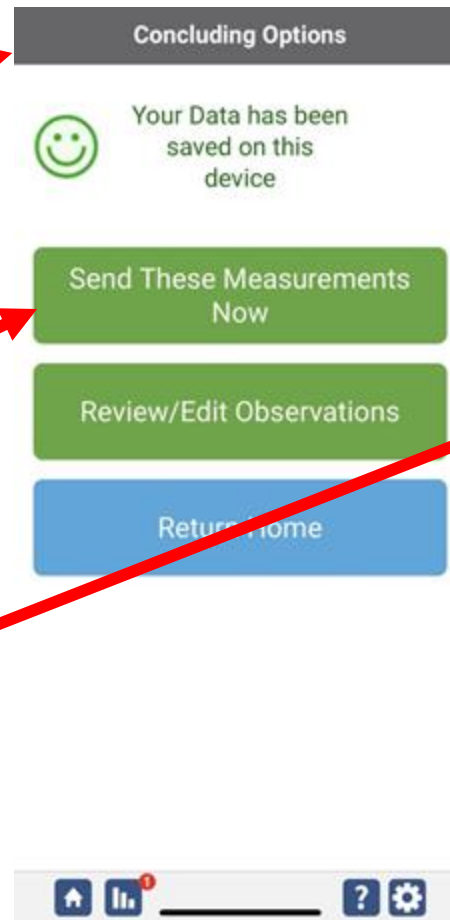 Concluding Options
Your Data has been
saved on this
device
Send These Measurements
Now
Review/Edit Observations
Return Home
1
?